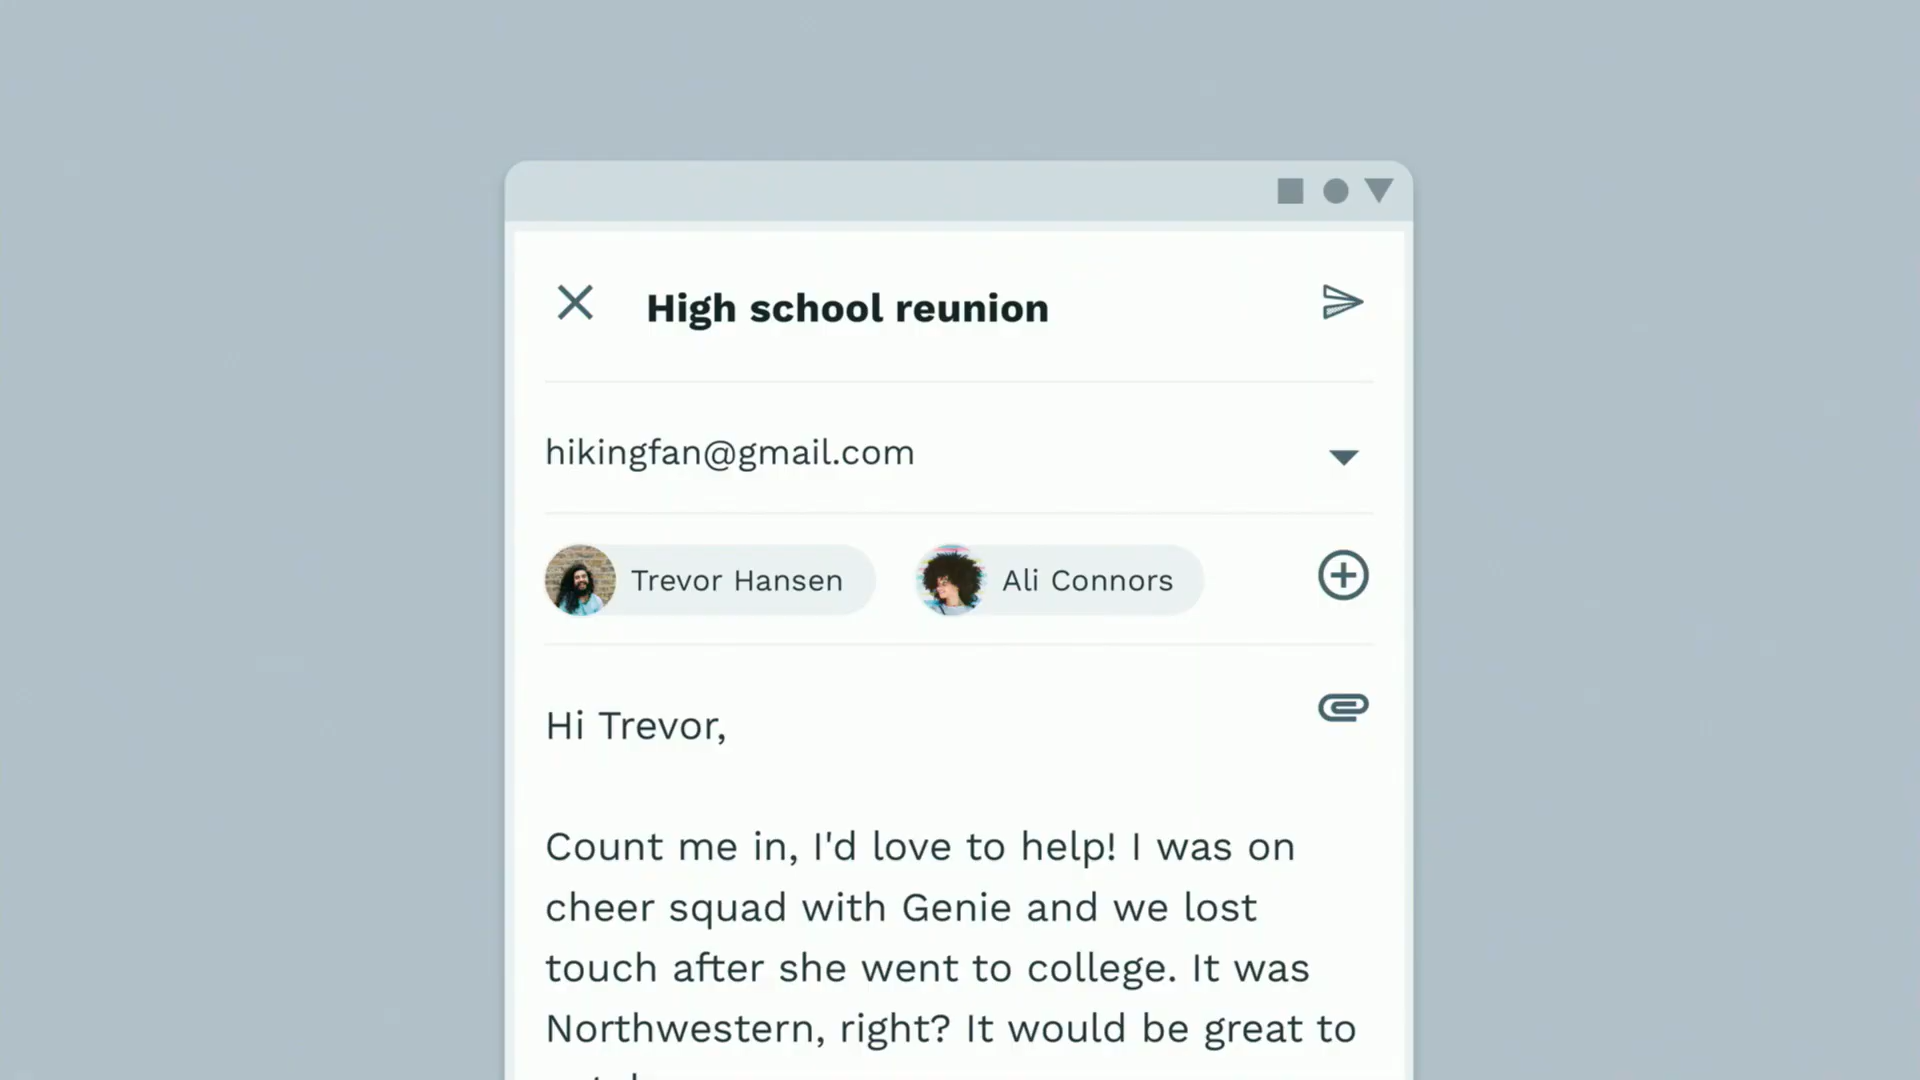 High school reunion
hikingfan@gmail.com
Trevor Hansen
Ali Connors
Hi Trevor,
Count me in, I'd love to help! I was on
cheer squad with Genie and we lost
touch after she went to college. It was
Northwestern, right? It would be great to